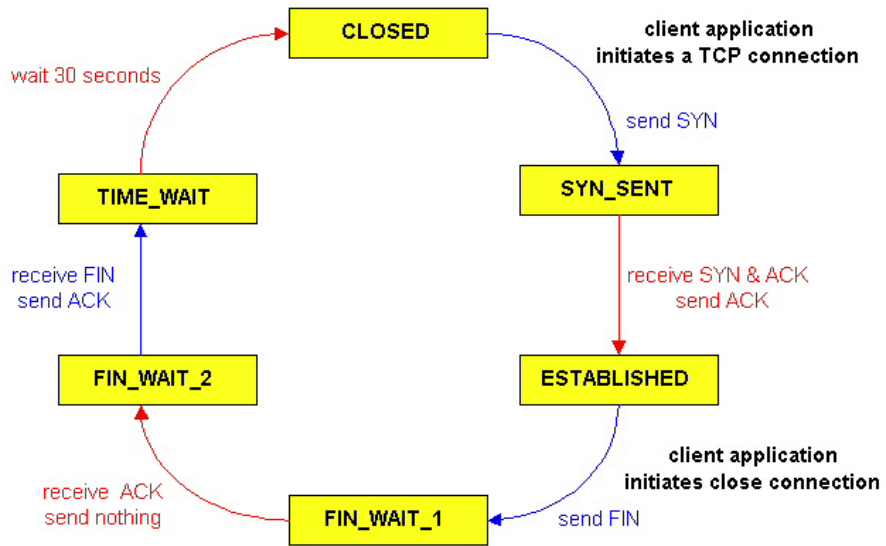 CLOSED
client application
initiates a TCP connection
wait 30 seconds
send SYN
TIME_WAIT
SYN_SENT
receive FIN
send ACK
receive SYN & ACK
send ACK
FIN_WAIT_2
ESTABLISHED
client application
initiates close connection
receive ACK
send nothing
FIN_WAIT_1
send FIN